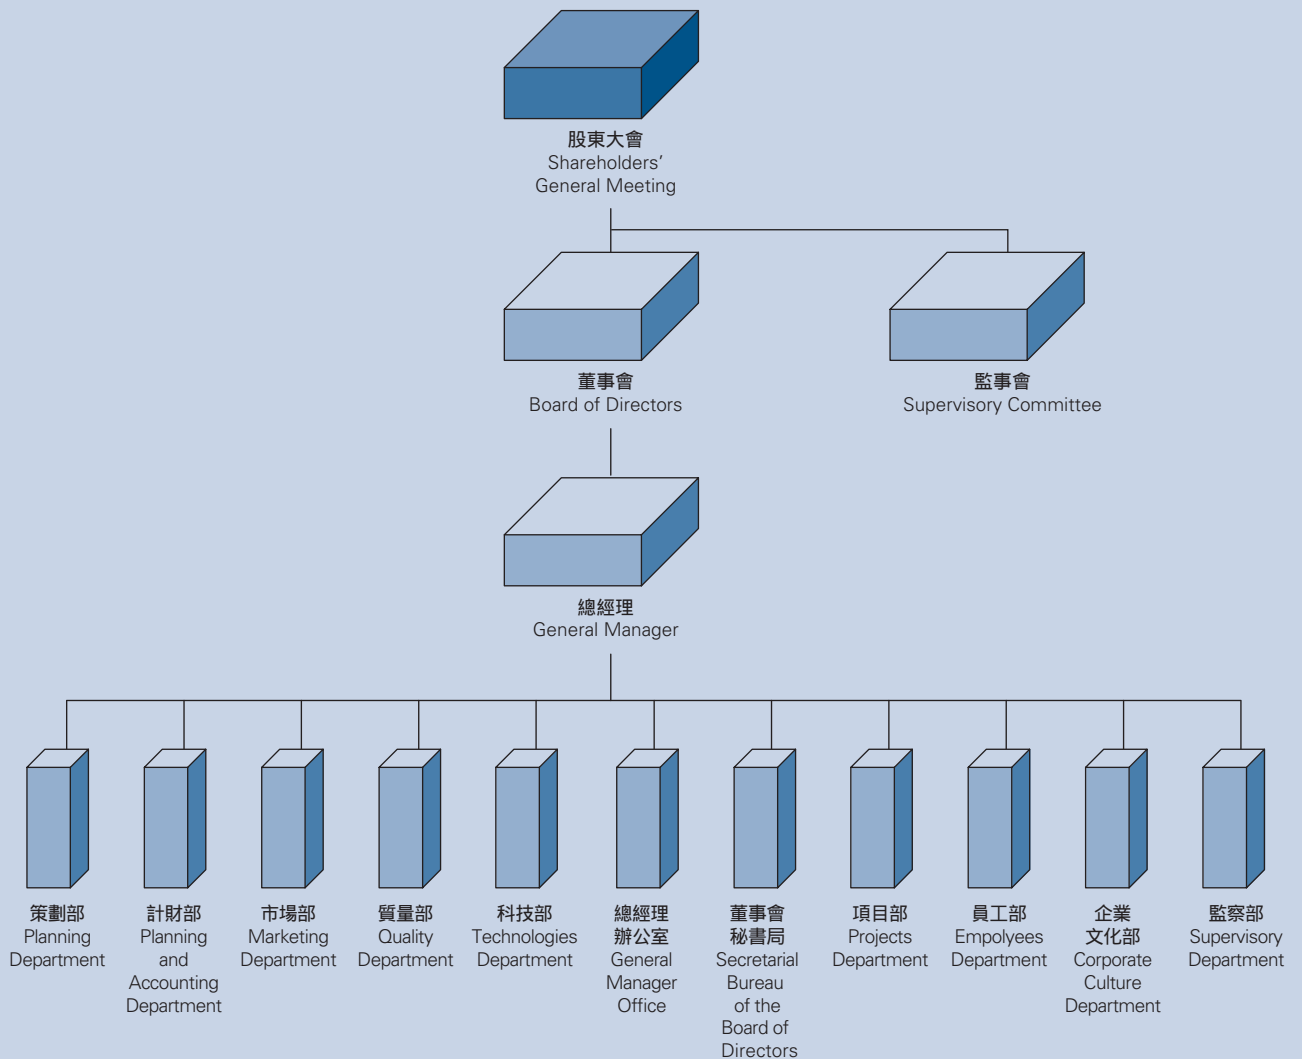 股東大會
Shareholders'
General Meeting
董事會
Board of Directors
監事會
Supervisory Committee
總經理
General Manager
策劃部
Planning
Department
計財部
Planning
and
Accounting
Department
市場部
Marketing
Department
質量部
Quality
Department
科技部
Technologies
Department
總經理
辦公室
General
Manager
Office
董事會
秘書局
Secretarial
Bureau
of the
Board of
Directors
項目部
Projects
Department
員工部
Empolyees
Department
企業
文化部
Corporate
Culture
Department
監察部
Supervisory
Department